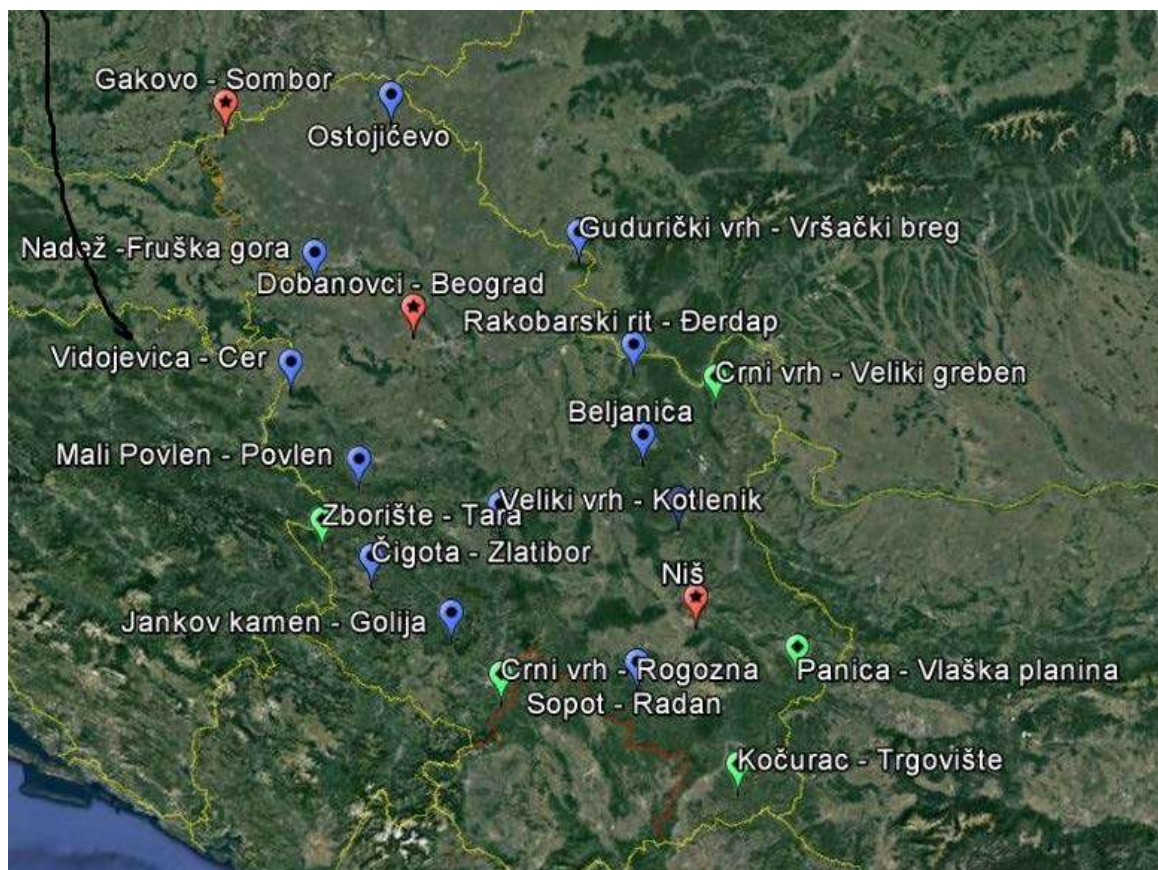 Gakovo - Sombor
Ostojićevo
Gudurički vrh - Vršački breg
Nadež -Fruška gora
Dobanovci - Beograd
Rakobarski rit - Đerdap
Vidojevica - Cer
Crni vrh - Veliki greben
Beljanica
Mali Povlen - Povlen
Veliki vrh - Kotlenik
Zborište - Tara
Čigota - Zlatibor
Niš
Jankov kamen - Golija
Crni vrh - Rogozna
Panica - Vlaška planina
Sopot - Radan
Kočurac - Trgovište